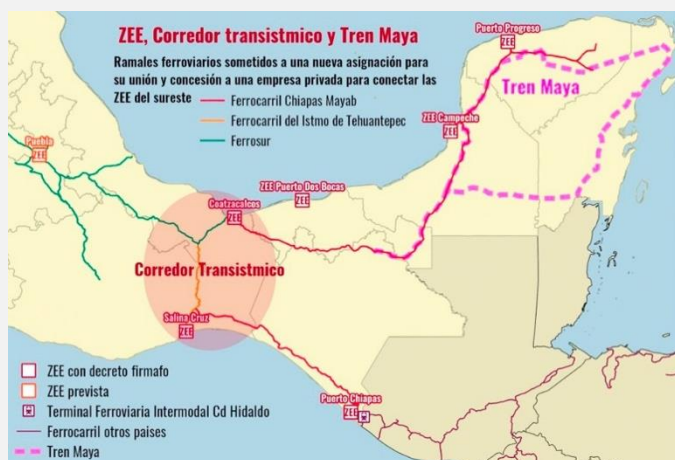 ZEE, Corredor transistmico y Tren Maya
Ramales ferroviarios sometidos a una nueva asignación para
su unión y concesión a una empresa privada para conectar las
ZEE del sureste
Ferrocarril Chiapas Mayab
Ferrocarril del Istmo de Tehuantepec
Ferrosur
Puerto Progreso
ZEE
Tren Maya
ZEE Campeche
ZEE
Puebla
ZEE
ZEE Puerto Dos Bocas
ZEE
Coatzacalcos
ZEE
Corredor Transístmico
Salina Cruz
ZEE
Puerto Chiapas
ZEE
ZEE con decreto firmafo
ZEE prevista
Terminal Ferroviaria Intermodal Cd Hidaldo
Ferrocarril otros paises
Tren Maya